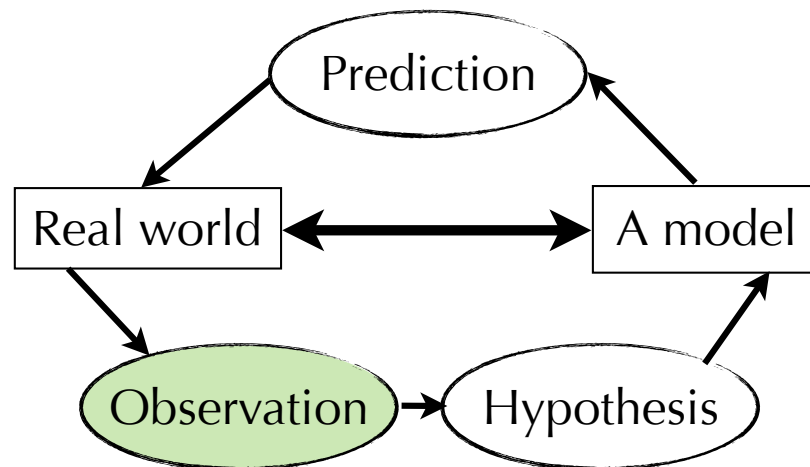 Prediction
Real world
A model
Observation
Hypothesis